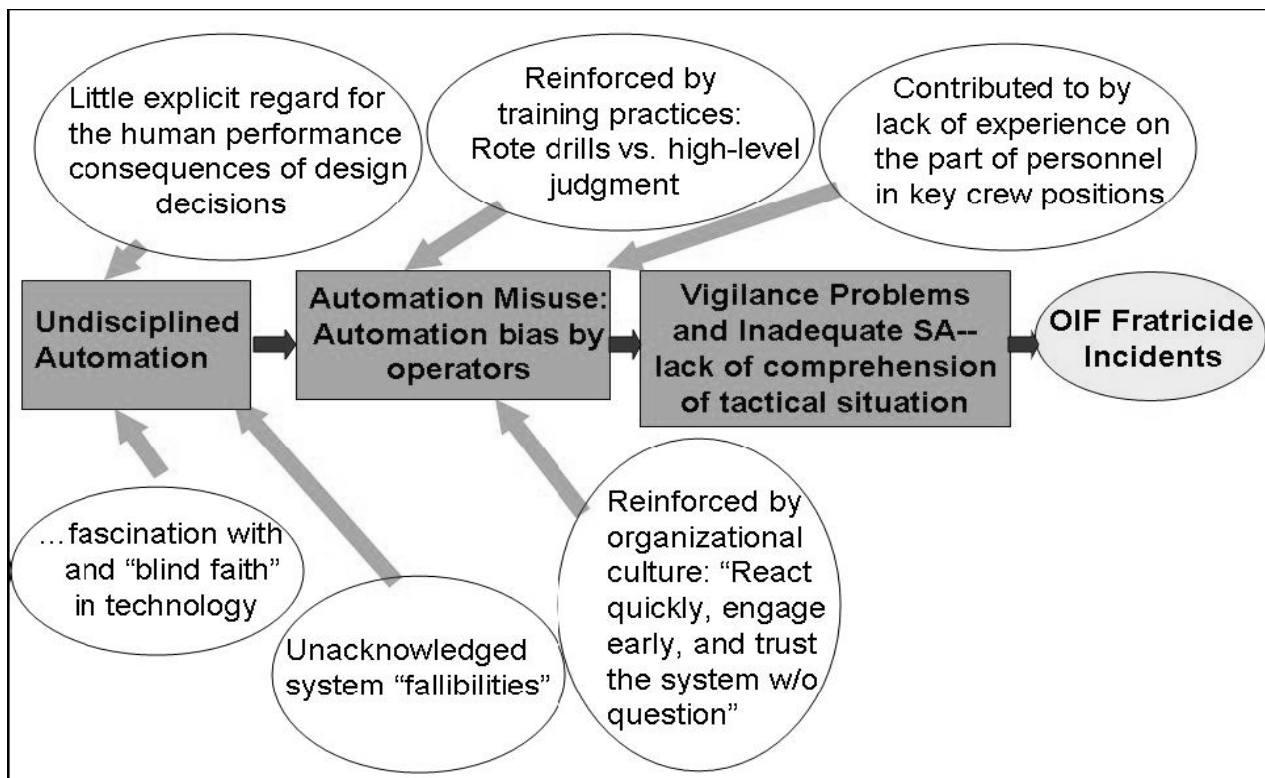 Little explicit regard for
the human performance
consequences of design
decisions
Reinforced by
training practices:
Rote drills vs. high-level
judgment
Contributed to by
lack of experience on
the part of personnel
in key crew positions
Undisciplined
Automation
Automation Misuse:
Automation bias by
operators
Vigilance Problems
and Inadequate SA--
lack of comprehension
of tactical situation
OIF Fratricide
Incidents
…fascination with
and “blind faith”
in technology
Unacknowledged
system “fallibilities”
Reinforced by
organizational
culture: “React
quickly, engage
early, and trust
the system w/o
question”